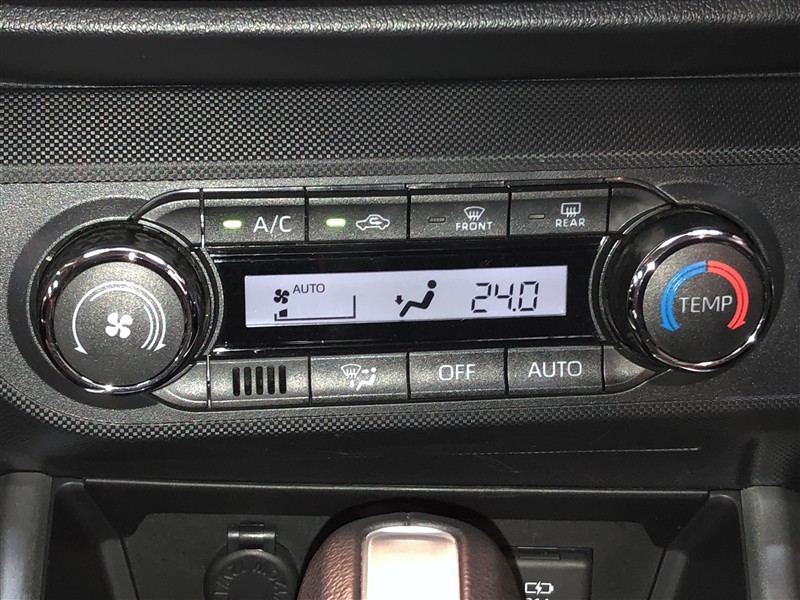 A/C
FRONT
REAR
AUTO
24.0
TEMP
OFF
AUTO